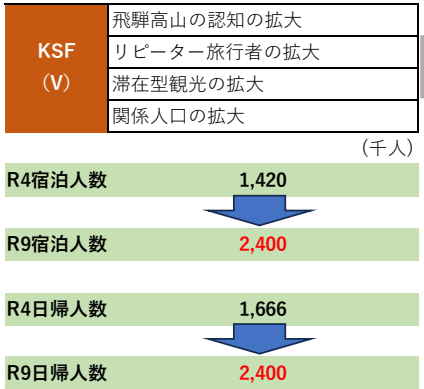 飛騨高山の認知の拡大
KSF
（V）
リピーター旅行者の拡大
滞在型観光の拡大
関係人口の拡大
(千人)
R4宿泊人数 1,420
R9宿泊人数 2,400
R4日帰人数 1,666
R9日帰人数 2,400